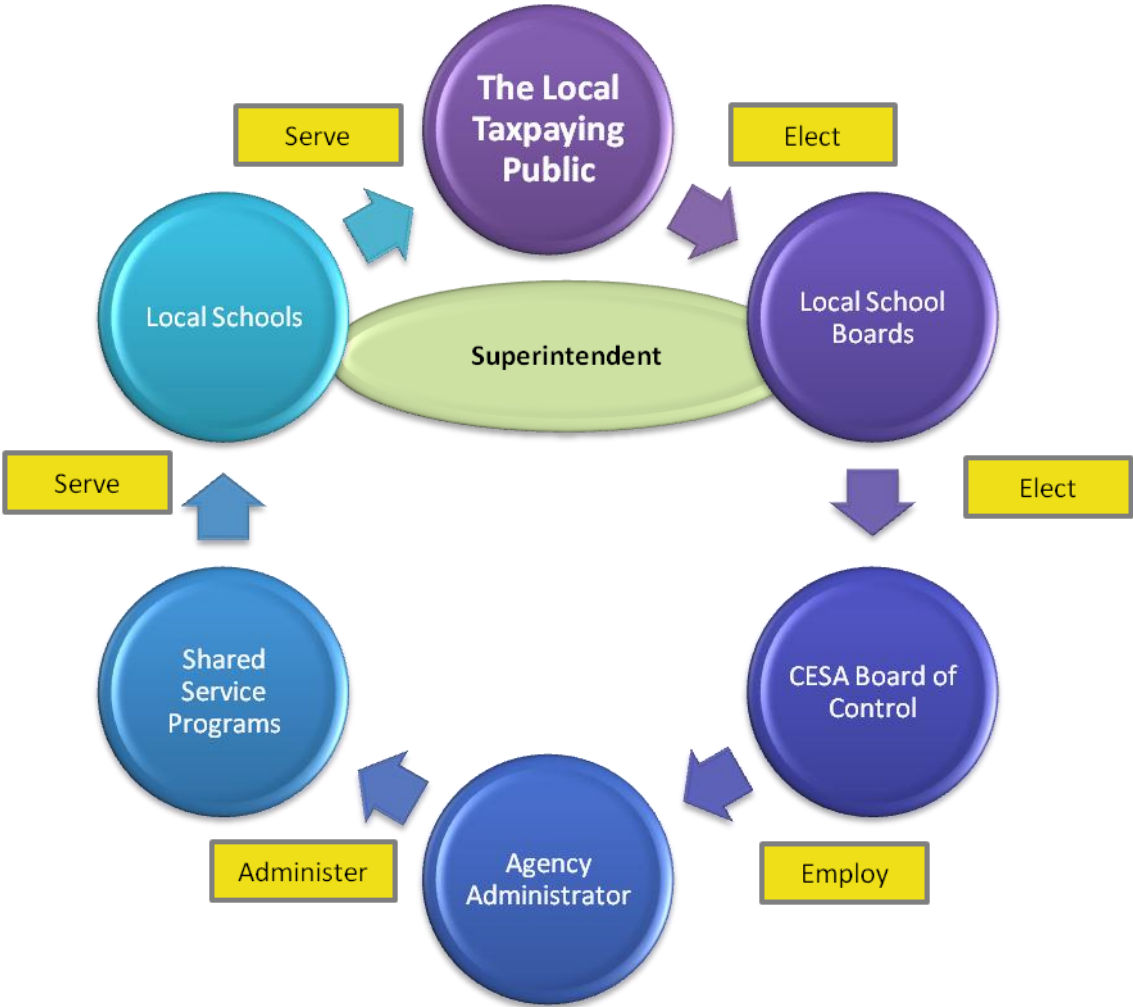 The Local
Taxpaying
Public
Serve
Elect
Local Schools
Local School
Boards
Superintendent
Serve
Elect
Shared
Service
Programs
CESA Board of
Control
Administer
Agency
Administrator
Employ